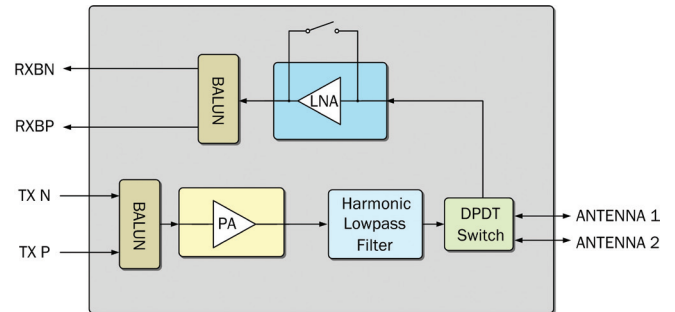 RXBN
RXBP
BALUN
LNA
TX N
TX P
BALUN
PA
Harmonic
Lowpass
Filter
DPDT
Switch
ANTENNA 1
ANTENNA 2